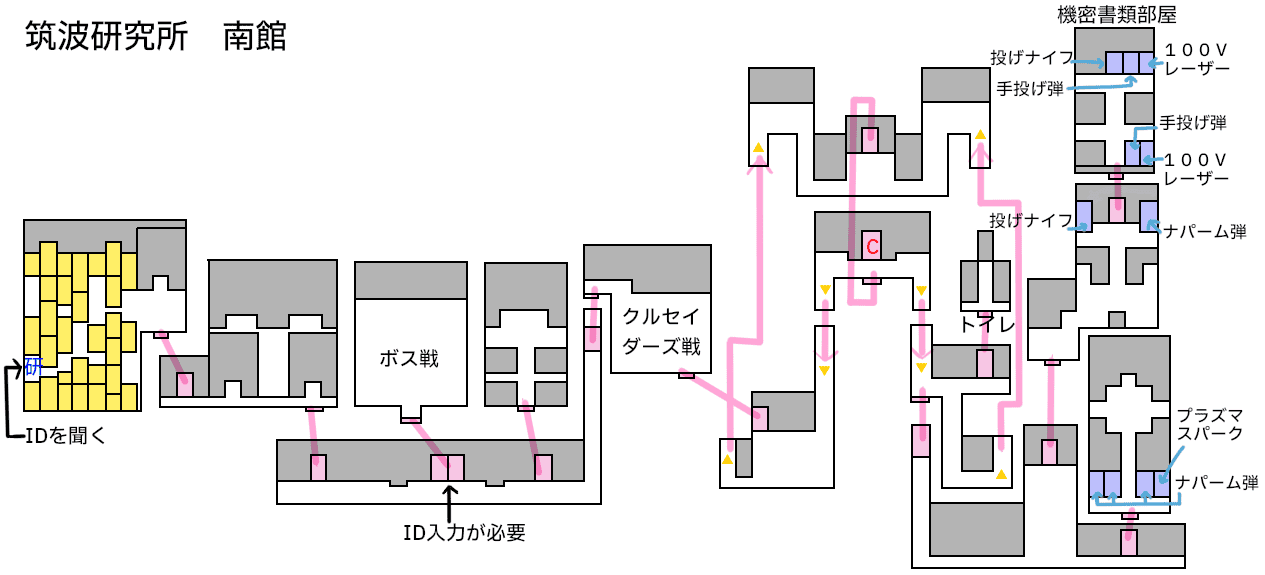 筑波研究所　南館
機密書類部屋
投げナイフ
１００Ｖ
レーザー
手投げ弾
手投げ弾
１００Ｖ
レーザー
投げナイフ
ナパーム弾
C
クルセイ
ダーズ戦
トイレ
ボス戦
研
IDを聞く
プラズマ
スパーク
ナパーム弾
ID入力が必要